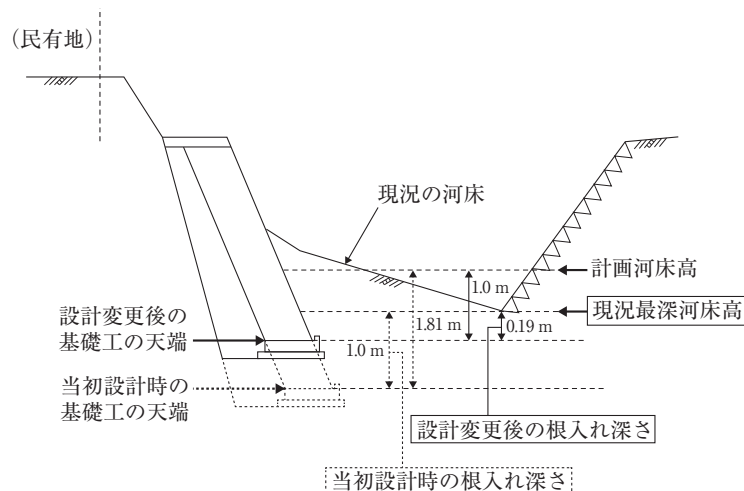 （民有地）
現況の河床
計画河床高
1.0 m
現況最深河床高
設計変更後の
基礎工の天端
1.81 m
0.19 m
1.0 m
当初設計時の
基礎工の天端
設計変更後の根入れ深さ
当初設計時の根入れ深さ